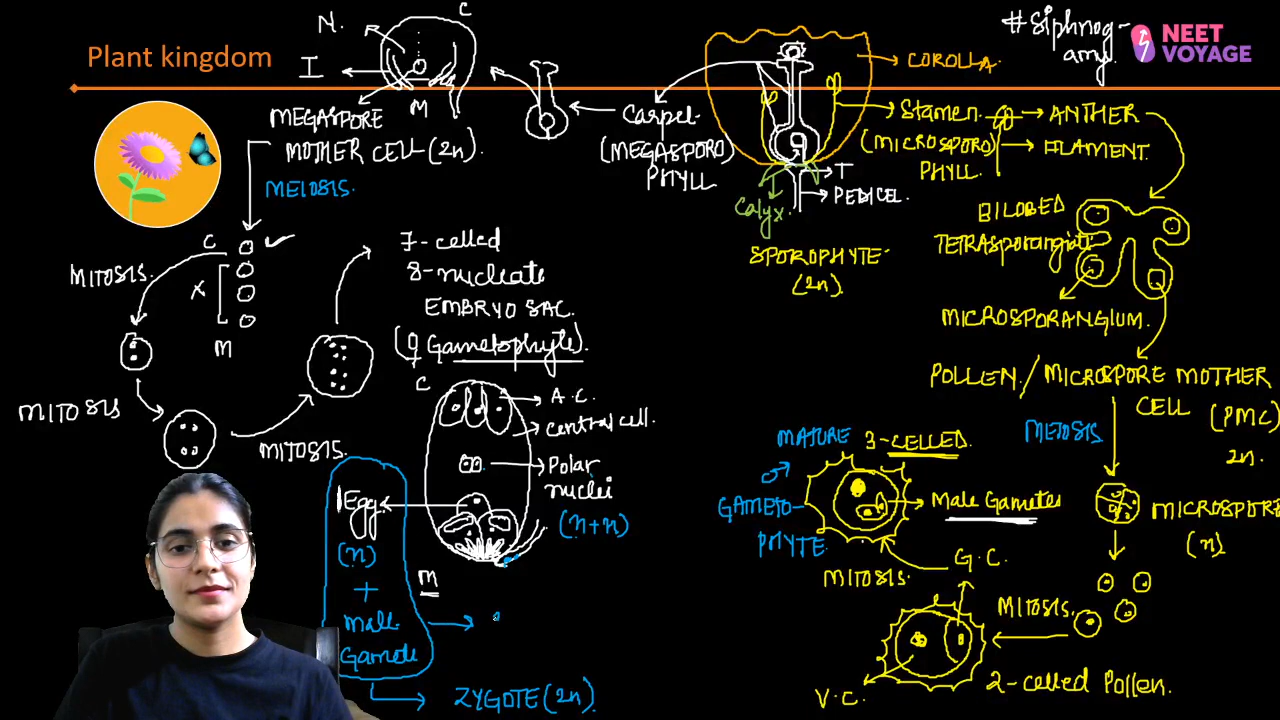 Plant kingdom
#Siphnog-
amy.
NEET
VOYAGE
N.
C
I
M
MEGASPORE
MOTHER CELL-(2n).
MEIOSIS.
Carpel-
(MEGASPORO)
PHYLL
COROLLA.
Stamen-
(MICROSPORO)
PHYLL.
ANTHER
FILAMENT.
T
PEDICEL.
Calyx.
SPOROPHYTE-
(2n)
BILOBED
TETRASporangiate
MICROSPORANGIUM.
POLLEN/MICROSPORE MOTHER
CELL (PMC)
2n.
MEIOSIS
MICROSPORE
(n)
MITOSIS.
2-celled Pollen.
V.C.
G.C.
MITOSIS.
MATURE 3-CELLED.
♂ GAMETO-
PHYTE.
Male Gametes
C
X
M
MITOSIS.
MITOSIS
MITOSIS.
7-celled
8-nucleate
EMBRYO SAC.
(♀ Gametophyte).
C
A.C.
central cell.
Polar
nuclei
(n+n)
m
Egg.
(n)
+
Male
Gamete
ZYGOTE(2n).